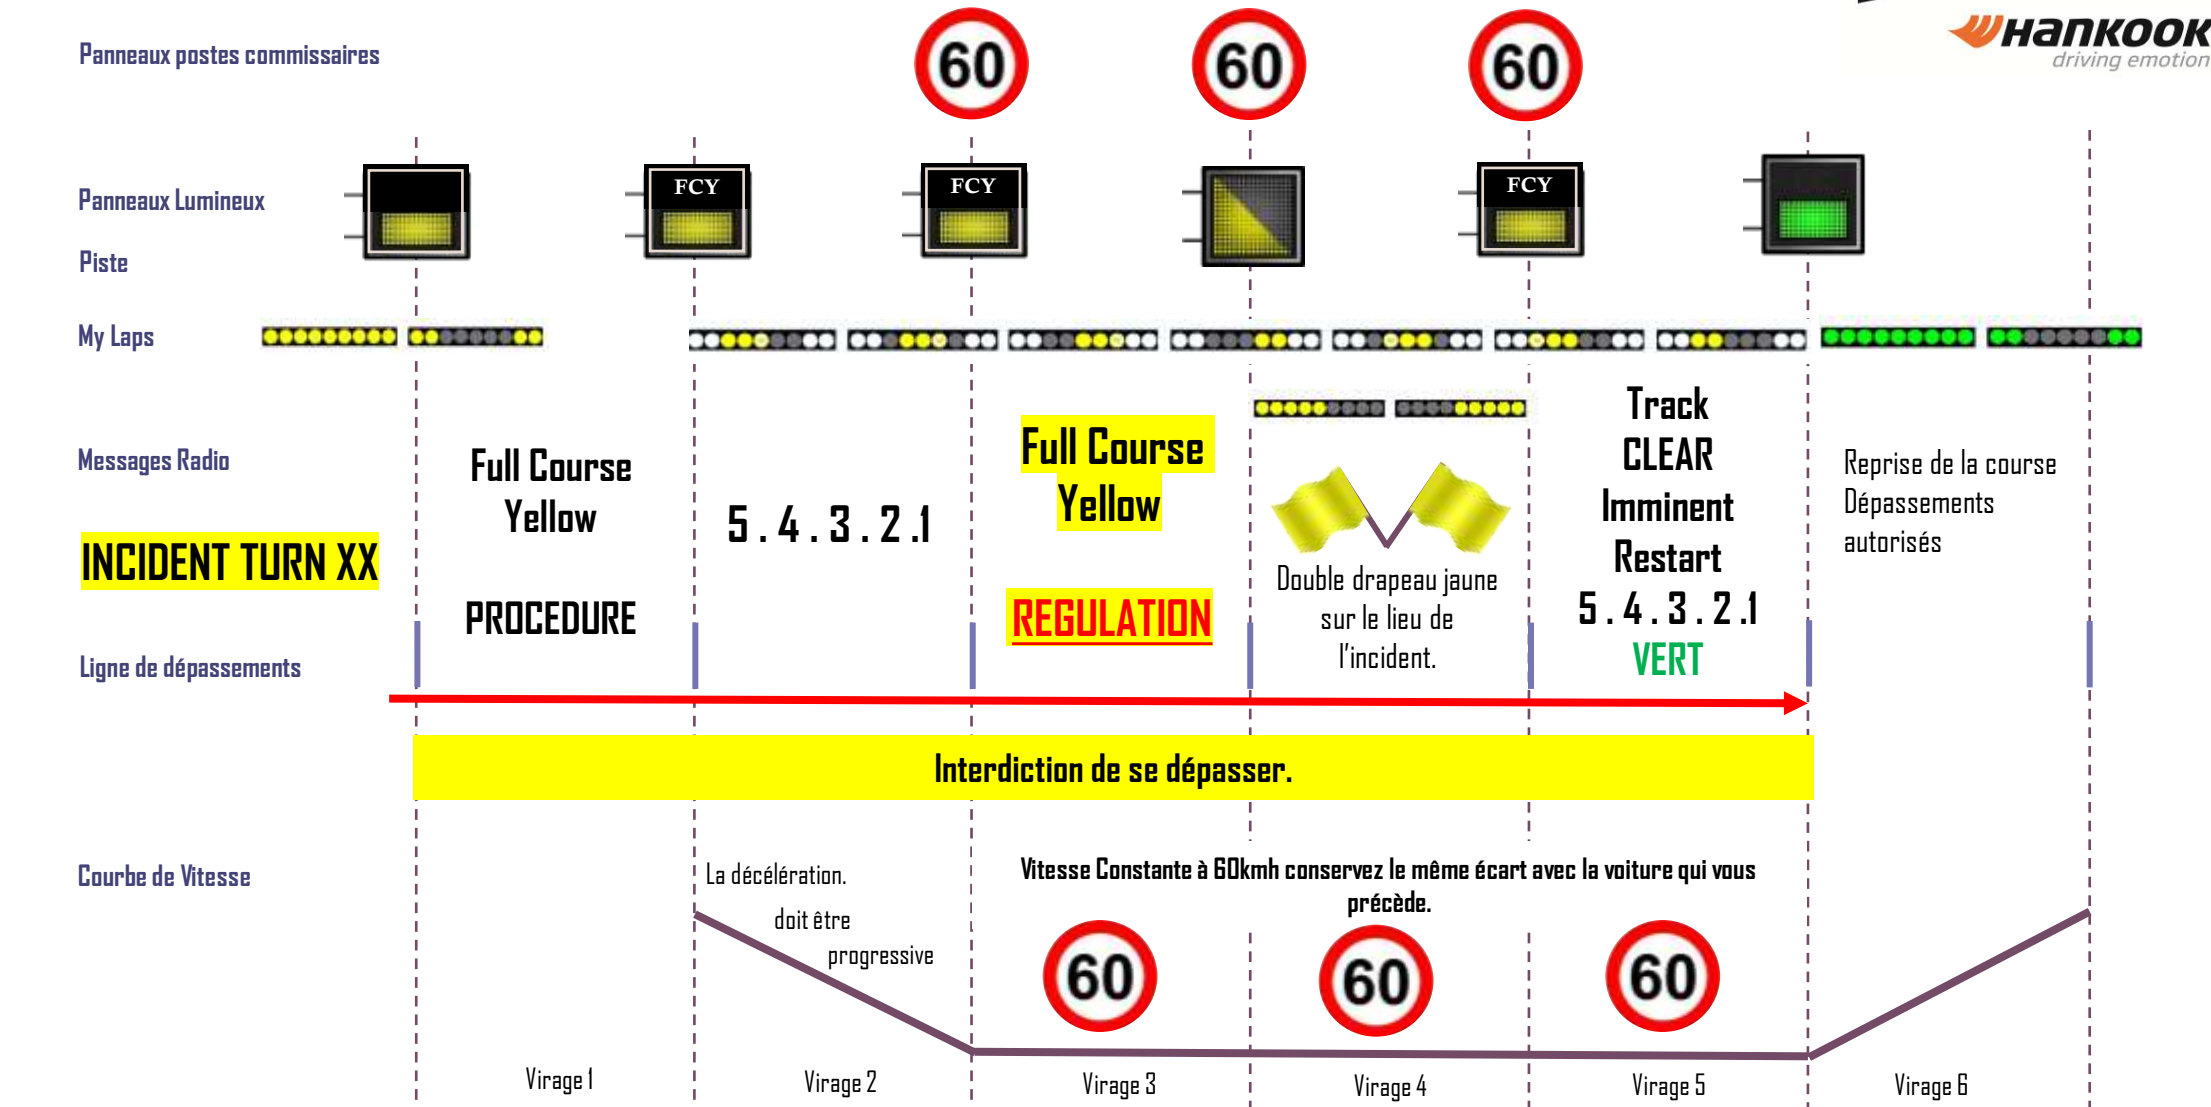 60
60
60
HANKOOK
driving emotion
Panneaux postes commissaires
Panneaux Lumineux
FCY
FCY
FCY
Piste
My Laps
Messages Radio
INCIDENT TURN XX
Full Course
Yellow
PROCEDURE
5 . 4 . 3 . 2 .1
Full Course
Yellow
REGULATION
Double drapeau jaune
sur le lieu de
l'incident.
Track
CLEAR
Imminent
Restart
5 . 4 . 3 . 2 .1
VERT
Reprise de la course
Dépassements
autorisés
Ligne de dépassements
Interdiction de se dépasser.
Courbe de Vitesse
La décélération.
doit être
progressive
Vitesse Constante à 60kmh conservez le même écart avec la voiture qui vous
précède.
60
60
60
Virage 1
Virage 2
Virage 3
Virage 4
Virage 5
Virage 6